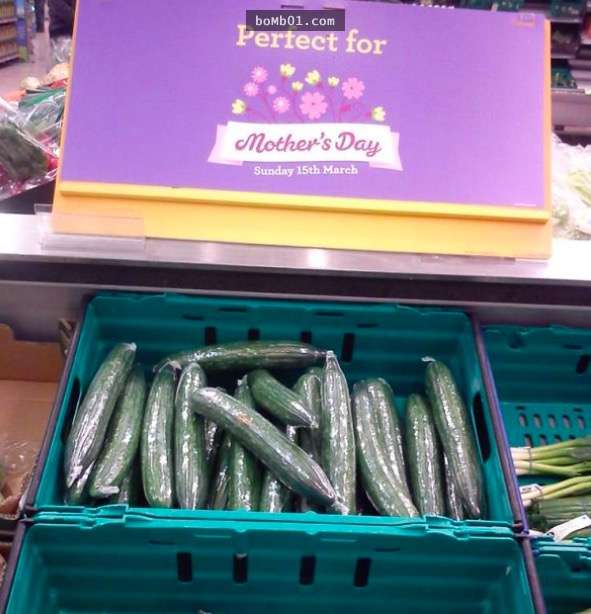 boMb01.com
Perfect for
Mother's Day
Sunday 15th March